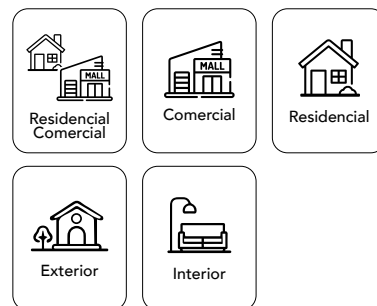 MALL
Residencial
Comercial
MALL
Comercial
Residencial
Exterior
Interior